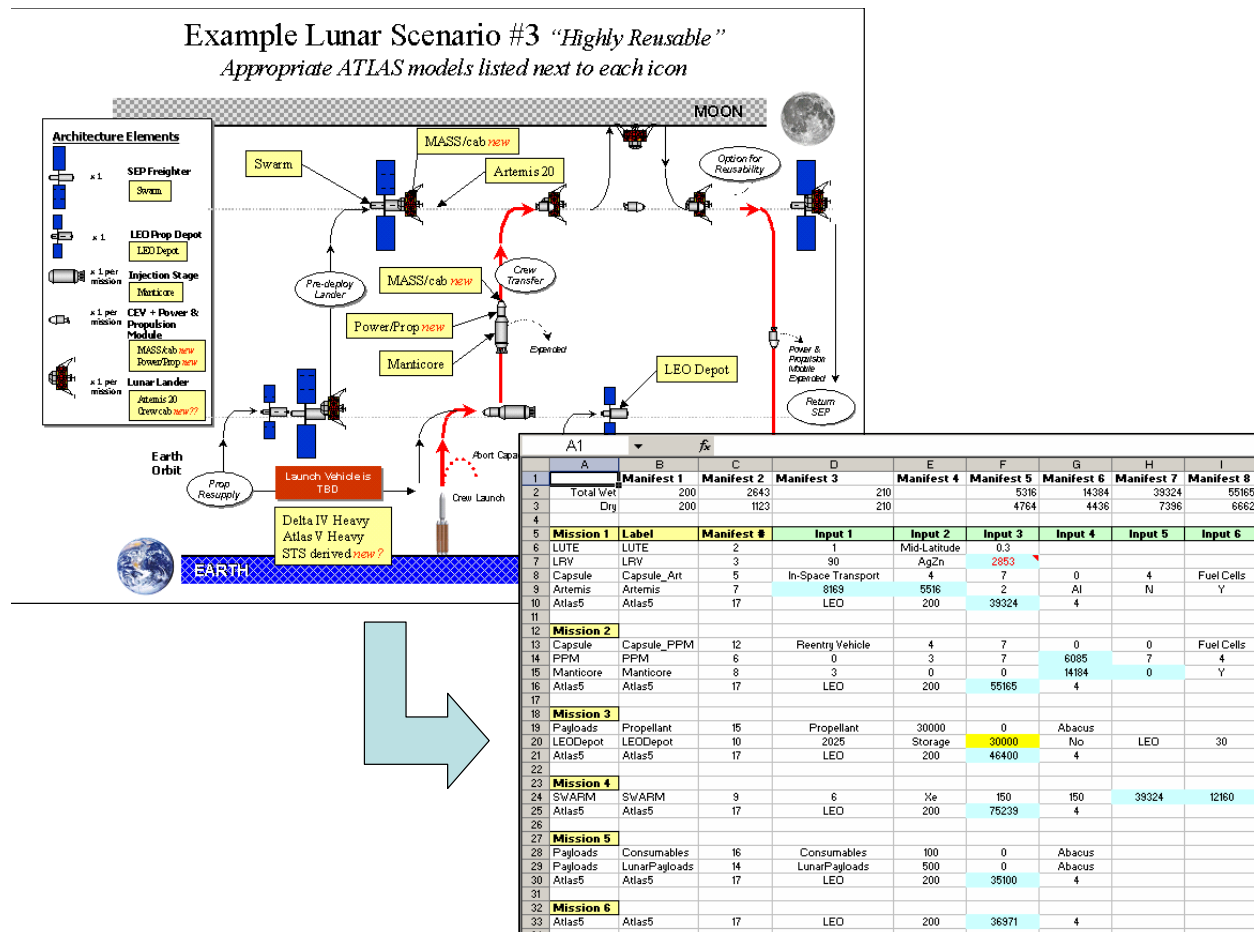 Example Lunar Scenario #3 "Highly Reusable"
Appropriate ATLAS models listed next to each icon
MOON
Architecture Elements
x 1
SEP Freighter
Swarm
x 1
LEO Prop Depot
LEO Depot
x 1 per
mission
Injection Stage
Manticore
x 1 per
mission
CEV + Power &
Propulsion
Module
MASS/cab new
Power/Prop new
x 1 per
mission
Lunar Lander
Artemis 20
Crew cab new??
Swarm
MASS/cab new
Artemis 20
Option for
Reusability
Pre-deploy
Lander
MASS/cab new
Crew
Transfer
Power/Prop new
Manticore
Expended
LEO Depot
Power &
Propulsion
Module
Expended
Return
SEP
Earth
Orbit
Prop
Resupply
Launch Vehicle is
TBD
Abort Capa
Crew Launch
Delta IV Heavy
Atlas V Heavy
STS derived new?
EARTH
A1 fx
A B C D E F G H I
1 Manifest 1 Manifest 2 Manifest 3 Manifest 4 Manifest 5 Manifest 6 Manifest 7 Manifest 8
2 Total Wet 200 2643 210 5316 14384 39324 55165
3 Dry 200 1123 210 4764 4436 7396 6662
4
5 Mission 1 Label Manifest # Input 1 Input 2 Input 3 Input 4 Input 5 Input 6
6 LUTE LUTE 2 1 Mid-Latitude 0.3
7 LRV LRV 3 90 AgZn 2853
8 Capsule Capsule_Art 5 In-Space Transport 4 7 0 4 Fuel Cells
9 Artemis Artemis 7 8169 5516 2 Al N Y
10 Atlas5 Atlas5 17 LEO 200 39324 4
11
12 Mission 2
13 Capsule Capsule_PPM 12 Reentry Vehicle 4 7 0 0 Fuel Cells
14 PPM PPM 6 0 3 7 6085 7 4
15 Manticore Manticore 8 3 0 0 14184 0 Y
16 Atlas5 Atlas5 17 LEO 200 55165 4
17
18 Mission 3
19 Payloads Propellant 15 Propellant 30000 0 Abacus
20 LEODepot LEODepot 10 2025 Storage 30000 No LEO 30
21 Atlas5 Atlas5 17 LEO 200 46400 4
22
23 Mission 4
24 SWARM SWARM 9 6 Xe 150 150 39324 12160
25 Atlas5 Atlas5 17 LEO 200 75239 4
26
27 Mission 5
28 Payloads Consumables 16 Consumables 100 0 Abacus
29 Payloads LunarPayloads 14 LunarPayloads 500 0 Abacus
30 Atlas5 Atlas5 17 LEO 200 35100 4
31
32 Mission 6
33 Atlas5 Atlas5 17 LEO 200 36971 4